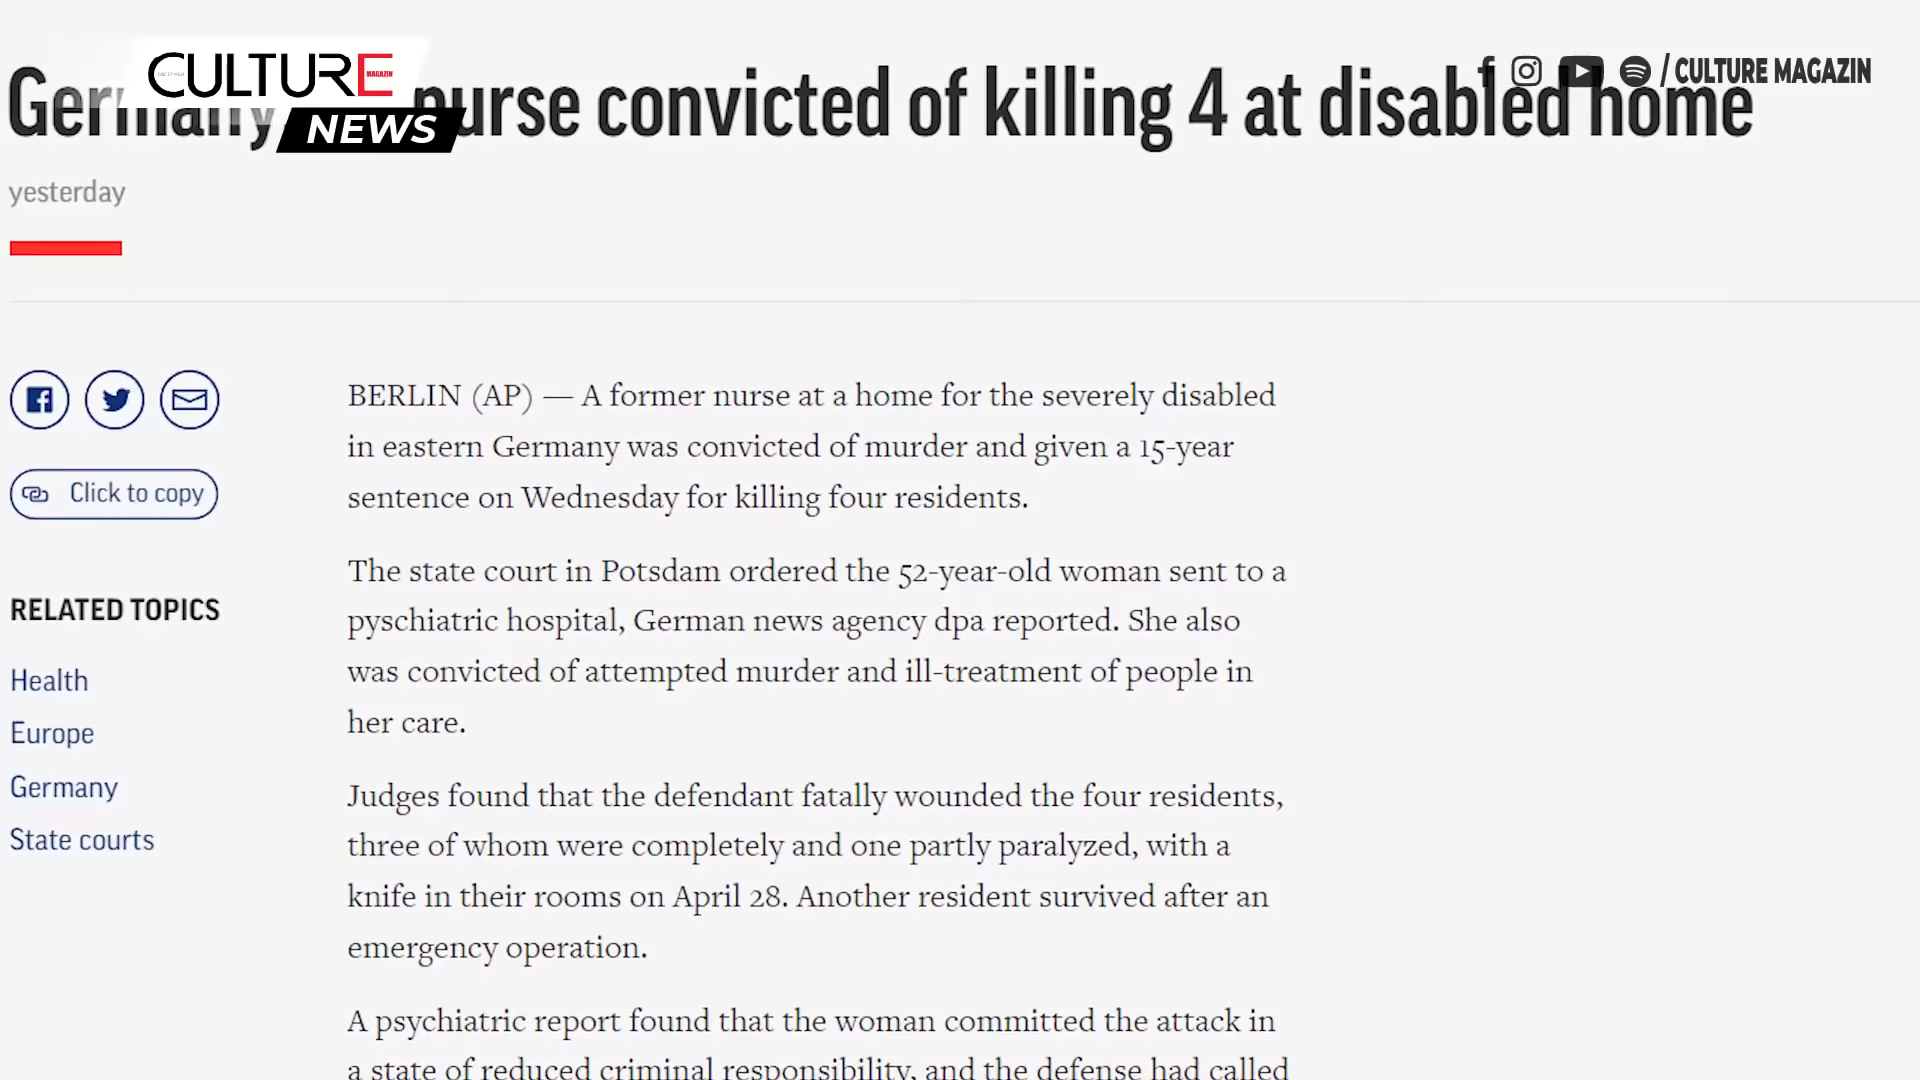 CULTURE
MAGAZIN
NEWS
/ CULTURE MAGAZIN
Germany nurse convicted of killing 4 at disabled home
yesterday
Click to copy
RELATED TOPICS
Health
Europe
Germany
State courts
BERLIN (AP) — A former nurse at a home for the severely disabled
in eastern Germany was convicted of murder and given a 15-year
sentence on Wednesday for killing four residents.
The state court in Potsdam ordered the 52-year-old woman sent to a
pyschiatric hospital, German news agency dpa reported. She also
was convicted of attempted murder and ill-treatment of people in
her care.
Judges found that the defendant fatally wounded the four residents,
three of whom were completely and one partly paralyzed, with a
knife in their rooms on April 28. Another resident survived after an
emergency operation.
A psychiatric report found that the woman committed the attack in
a state of reduced criminal responsibility, and the defense had called